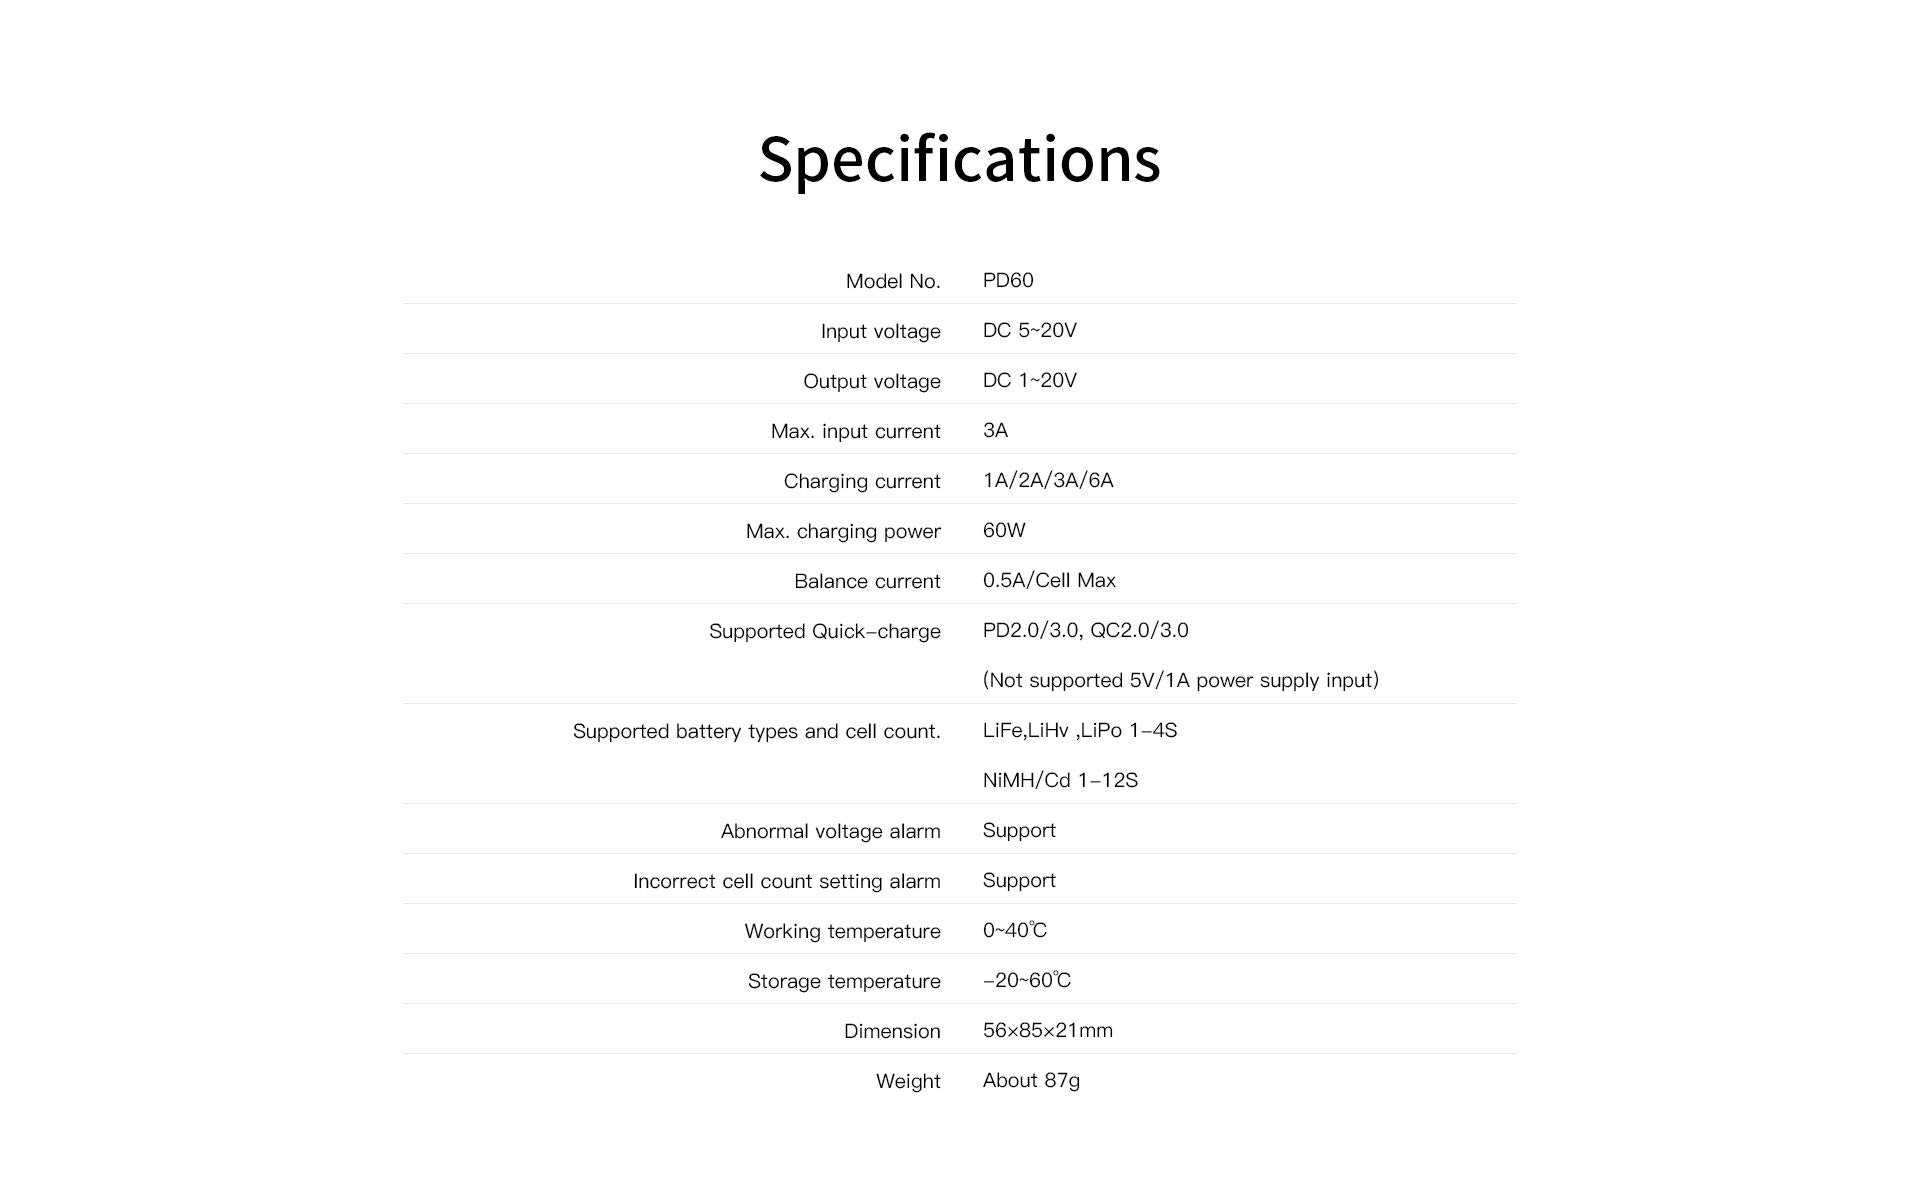 Specifications
Model No. PD60
Input voltage DC 5~20V
Output voltage DC 1~20V
Max. input current 3A
Charging current 1A/2A/3A/6A
Max. charging power 60W
Balance current 0.5A/Cell Max
Supported Quick–charge PD2.0/3.0, QC2.0/3.0
(Not supported 5V/1A power supply input)
Supported battery types and cell count. LiFe,LiHv ,LiPo 1–4S
NiMH/Cd 1–12S
Abnormal voltage alarm Support
Incorrect cell count setting alarm Support
Working temperature 0~40℃
Storage temperature –20~60℃
Dimension 56×85×21mm
Weight About 87g